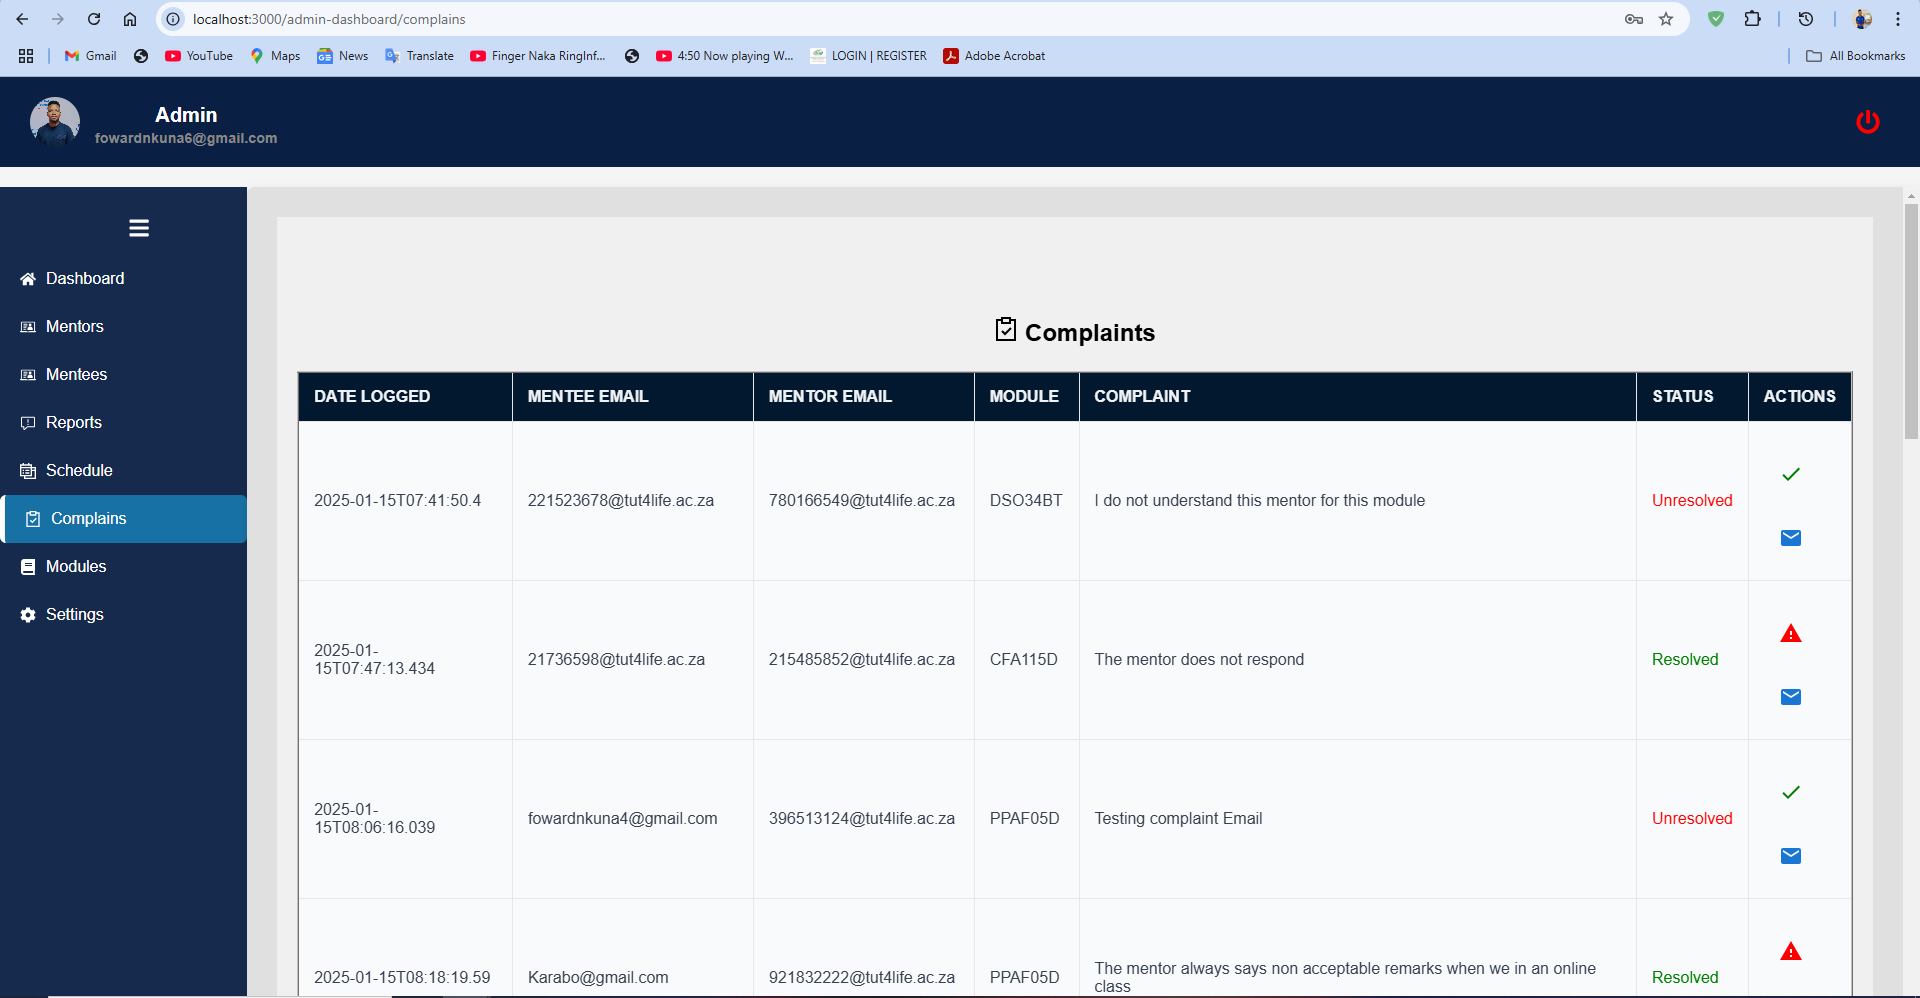 localhost:3000/admin-dashboard/complains
Gmail
YouTube
Maps
News
Translate
Finger Naka RingInf...
4:50 Now playing W...
LOGIN | REGISTER
Adobe Acrobat
All Bookmarks
Admin
fowardnkuna6@gmail.com
Dashboard
Mentors
Mentees
Reports
Schedule
Complains
Modules
Settings
Complaints
DATE LOGGED MENTEE EMAIL MENTOR EMAIL MODULE COMPLAINT STATUS ACTIONS
2025-01-15T07:41:50.4 221523678@tut4life.ac.za 780166549@tut4life.ac.za DSO34BT I do not understand this mentor for this module Unresolved
2025-01-
15T07:47:13.434 21736598@tut4life.ac.za 215485852@tut4life.ac.za CFA115D The mentor does not respond Resolved
2025-01-
15T08:06:16.039 fowardnkuna4@gmail.com 396513124@tut4life.ac.za PPAF05D Testing complaint Email Unresolved
2025-01-15T08:18:19.59 Karabo@gmail.com 921832222@tut4life.ac.za PPAF05D The mentor always says non acceptable remarks when we in an online
class Resolved